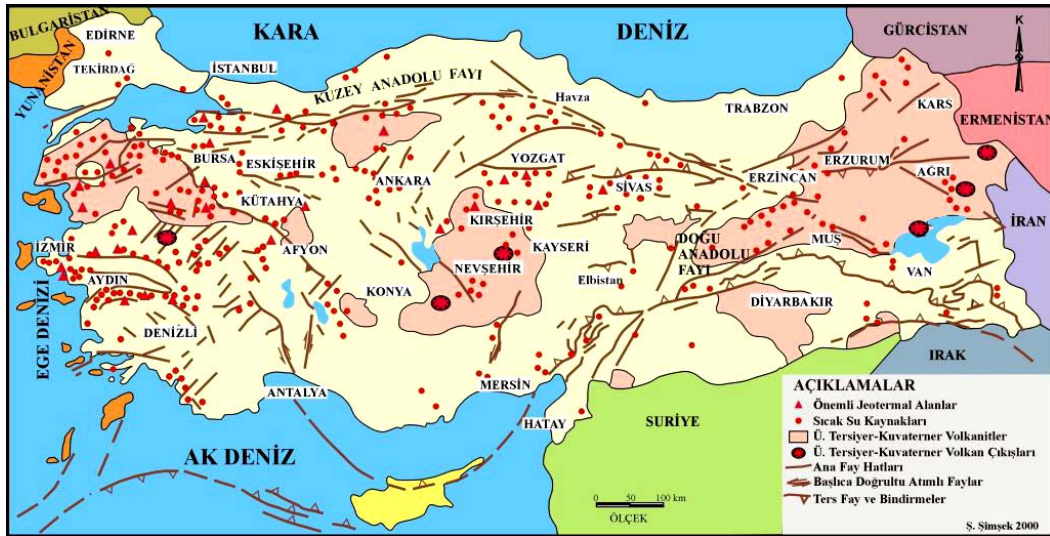 BULGARİSTAN
EDİRNE
KARA
DENİZ
GÜRCİSTAN
K
YUNANİSTAN
TEKİRDAĞ
İSTANBUL
KUZEY ANADOLU FAYI
Havza
TRABZON
KARS
ERMENİSTAN
BURSA
ESKİŞEHİR
ANKARA
YOZGAT
SİVAS
ERZİNCAN
ERZURUM
AĞRI
KÜTAHYA
KIRŞEHİR
İRAN
İZMİR
AFYON
KAYSERİ
DOĞU
ANADOLU
FAYI
MUŞ
NEVŞEHİR
VAN
AYDIN
KONYA
Elbistan
DİYARBAKIR
EGE DENİZİ
DENİZLİ
ANTALYA
MERSİN
IRAK
HATAY
SURİYE
AK DENİZ
AÇIKLAMALAR
Önemli Jeotermal Alanlar
Sıcak Su Kaynakları
Ü. Tersiyer-Kuvaterner Volkanitler
Ü. Tersiyer-Kuvaterner Volkan Çıkışları
Ana Fay Hatları
Başlıca Doğrultu Atımlı Faylar
Ters Fay ve Bindirmeler
0 50 100 km
ÖLÇEK
Ş. Şimşek 2000